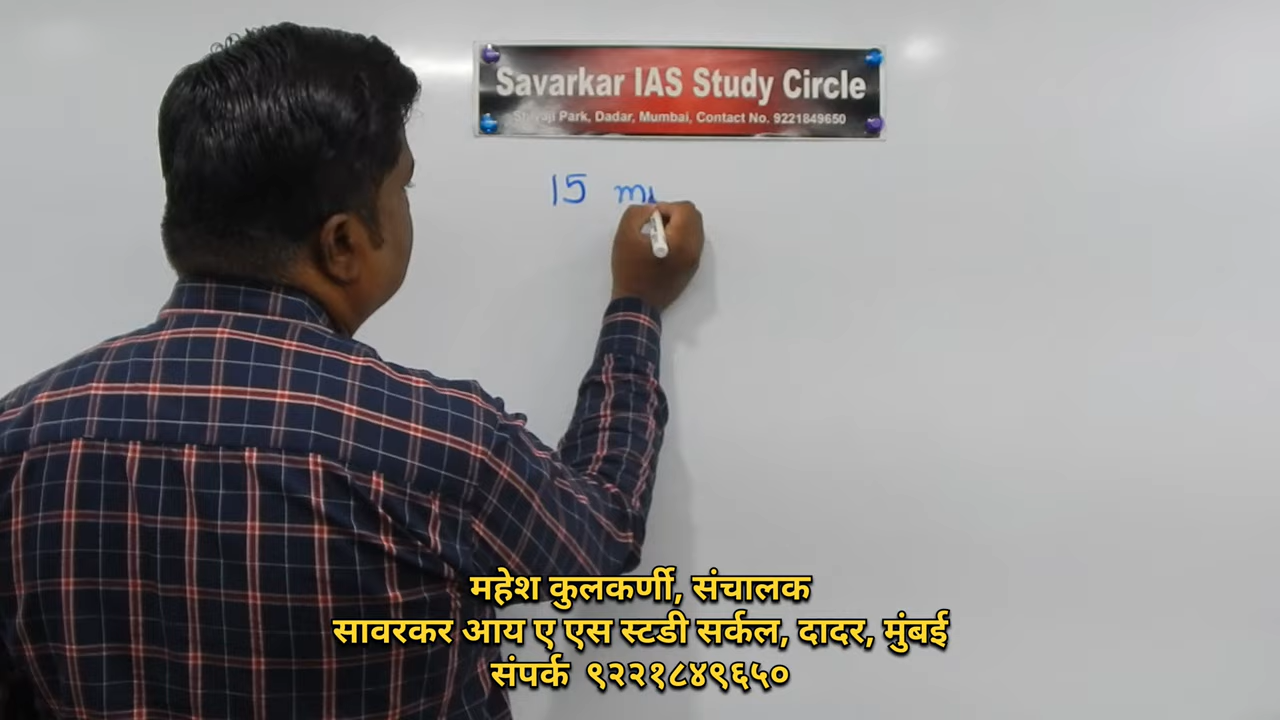 Savarkar IAS Study Circle
Shivaji Park, Dadar, Mumbai, Contact No. 9221849650
15
महेश कुलकर्णी, संचालक
सावरकर आय ए एस स्टडी सर्कल, दादर, मुंबई
संपर्क ९२२१८४९६५०